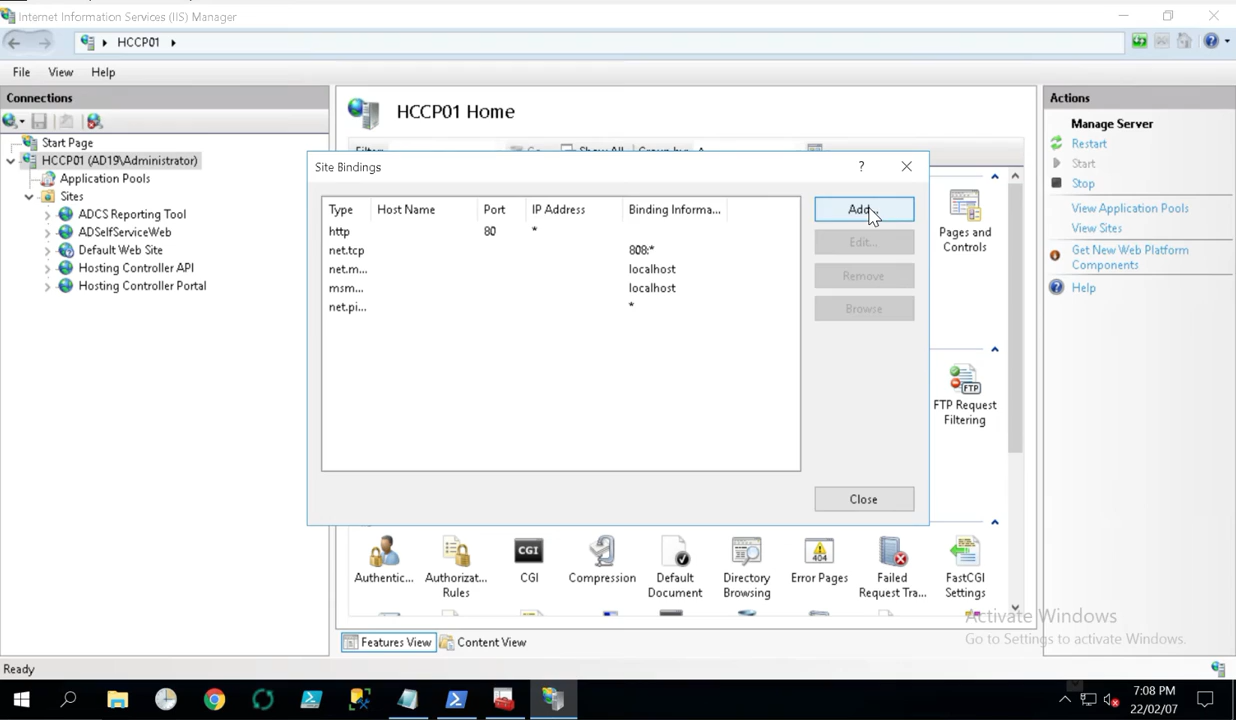 Internet Information Services (IIS) Manager
HCCP01
File View Help
Connections
Start Page
HCCP01 (AD19\Administrator)
Application Pools
Sites
ADCS Reporting Tool
ADSelfServiceWeb
Default Web Site
Hosting Controller API
Hosting Controller Portal
HCCP01 Home
Site Bindings
Type Host Name Port IP Address Binding Informa...
http 80 *
net.tcp 808:*
net.m... localhost
msm... localhost
net.pi... *
Add...
Edit...
Remove
Browse
Close
Pages and
Controls
FTP Request
Filtering
Authentic... Authorizat...
Rules
CGI
Compression
Default
Document
Directory
Browsing
Error Pages
Failed
Request Tra...
FastCGI
Settings
Features View Content View
Actions
Manage Server
Restart
Start
Stop
View Application Pools
View Sites
Get New Web Platform
Components
Help
Activate Windows
Go to Settings to activate Windows.
Ready
7:08 PM
22/02/07